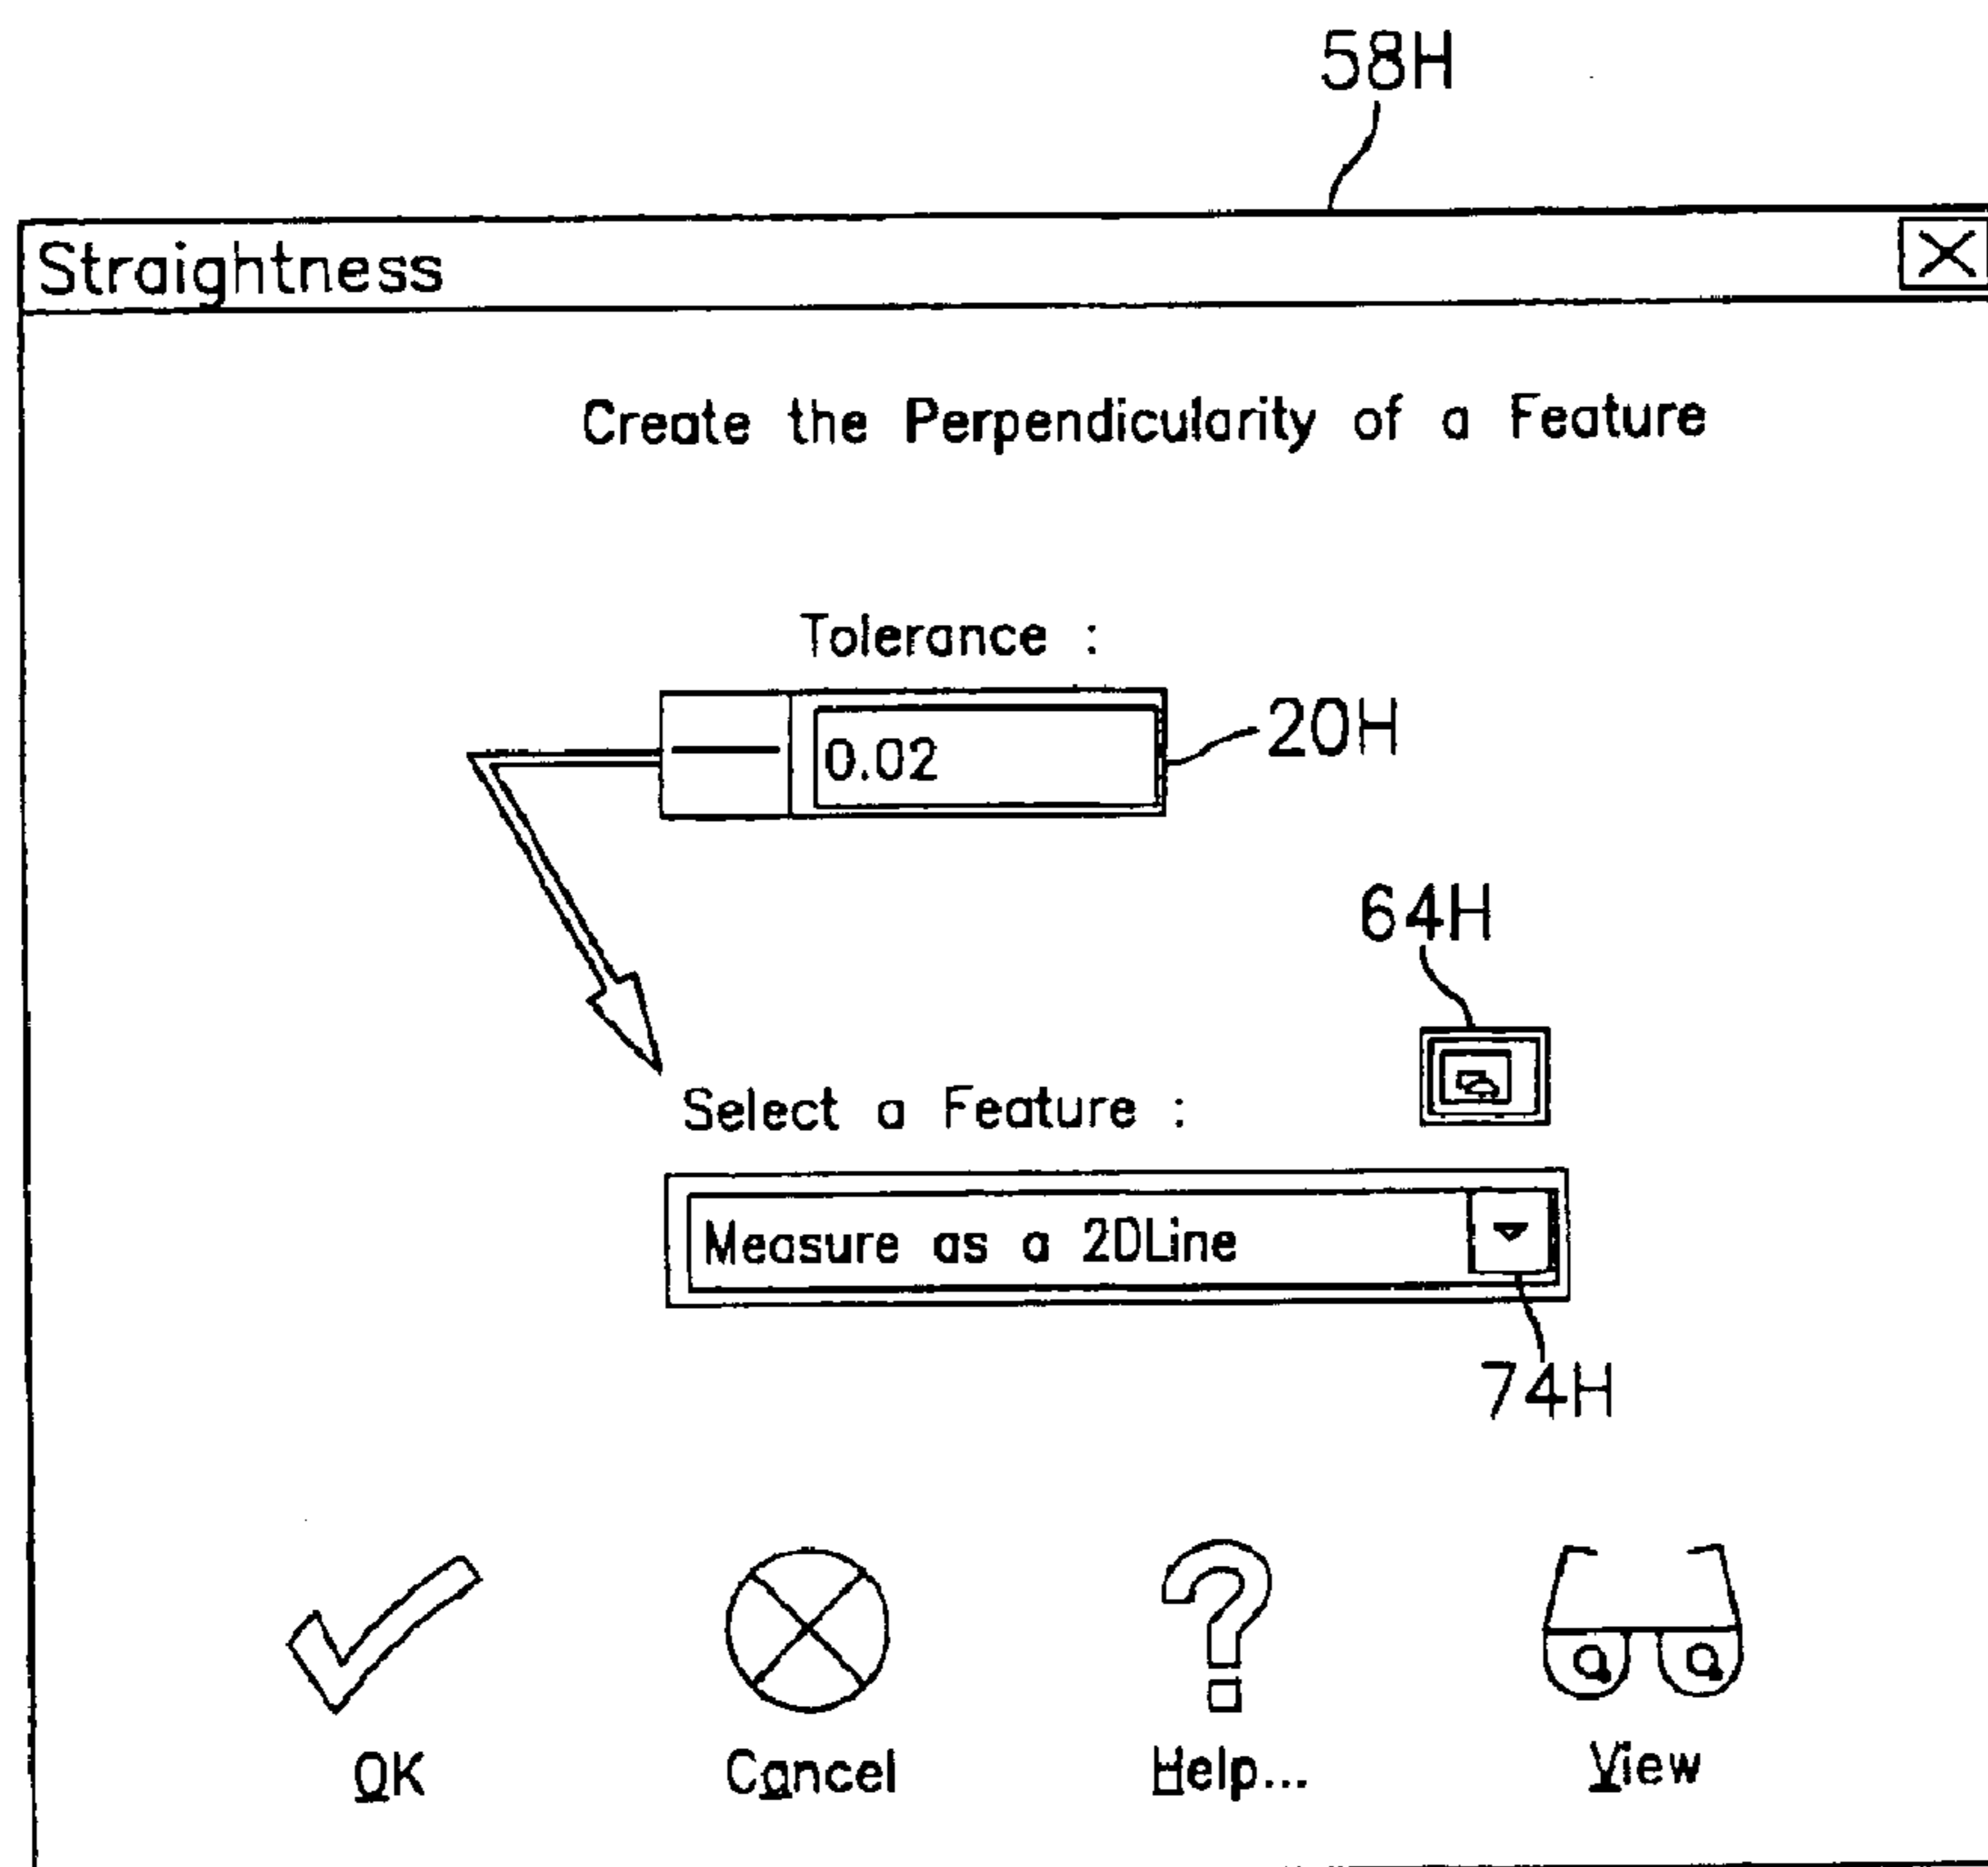 58H
Straightness
Create the Perpendicularity of a Feature
Tolerance :
0.02
20H
64H
Select a Feature :
Measure as a 2DLine
74H
OK Cancel Help... View